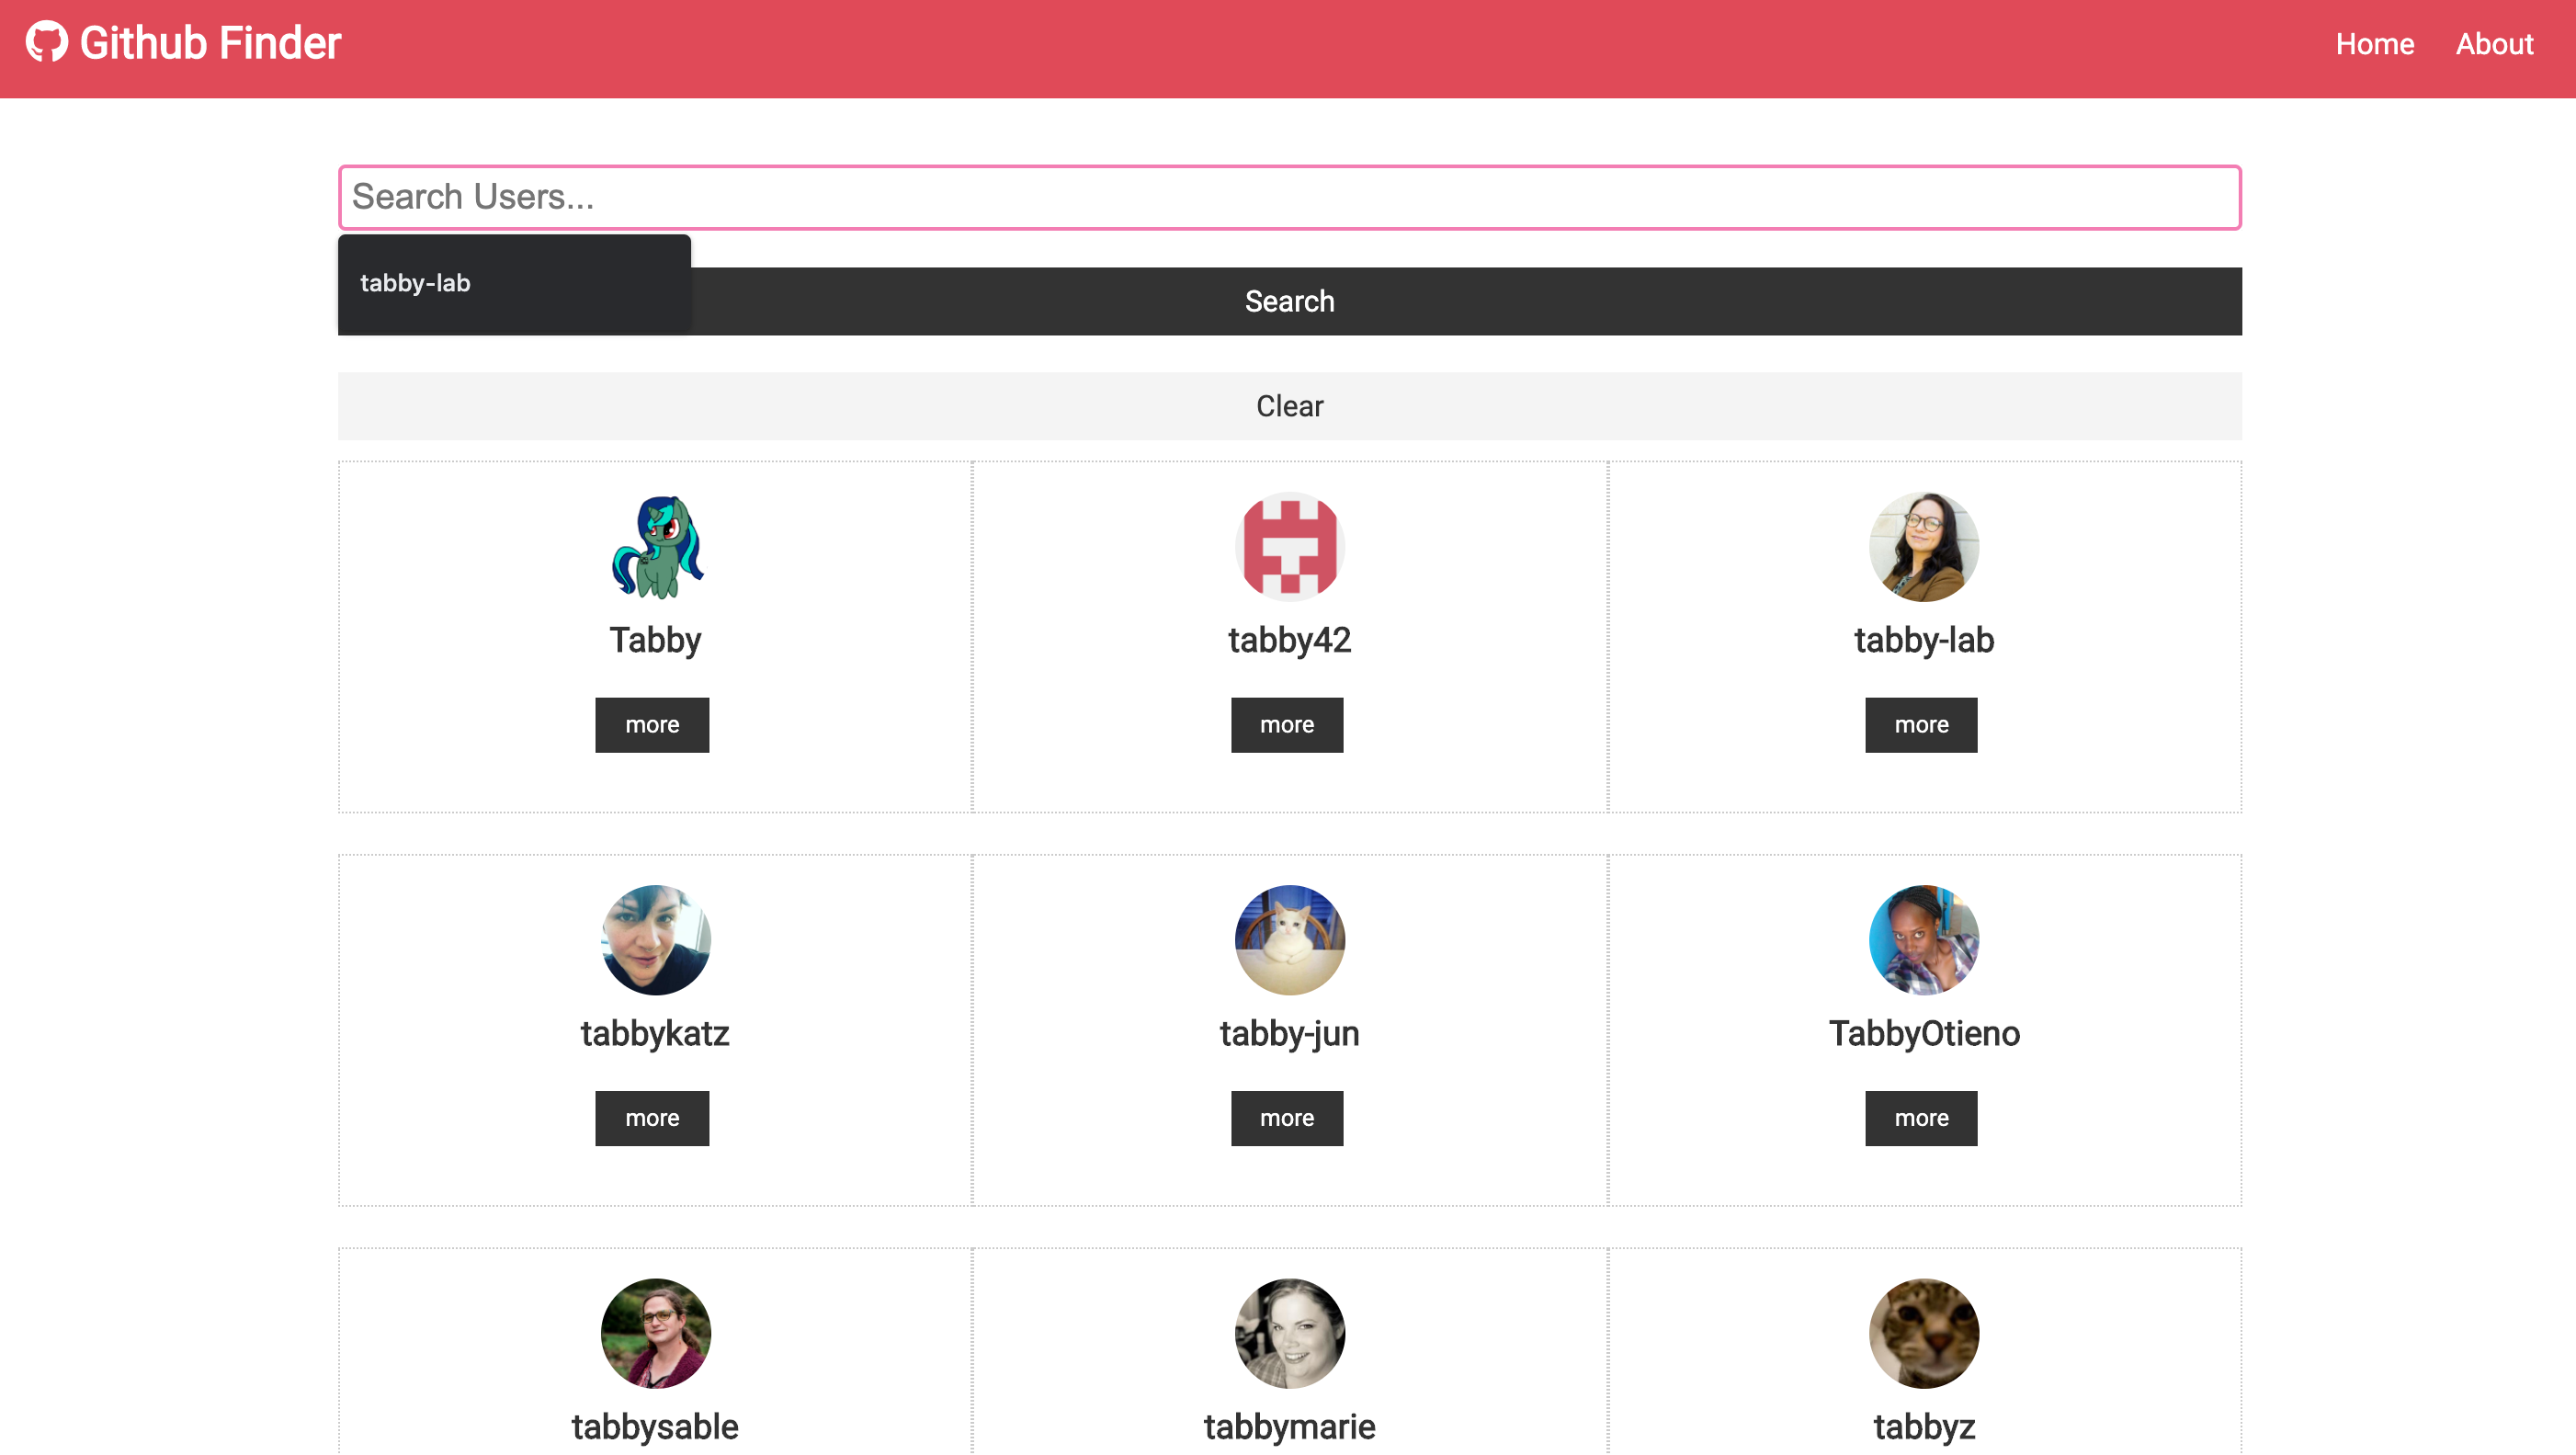 Github Finder
Home
About
Search Users...
tabby-lab
Search
Clear
Tabby
tabby42
tabby-lab
more
more
more
tabbykatz
tabby-jun
TabbyOtieno
more
more
more
tabbysable
tabbymarie
tabbyz